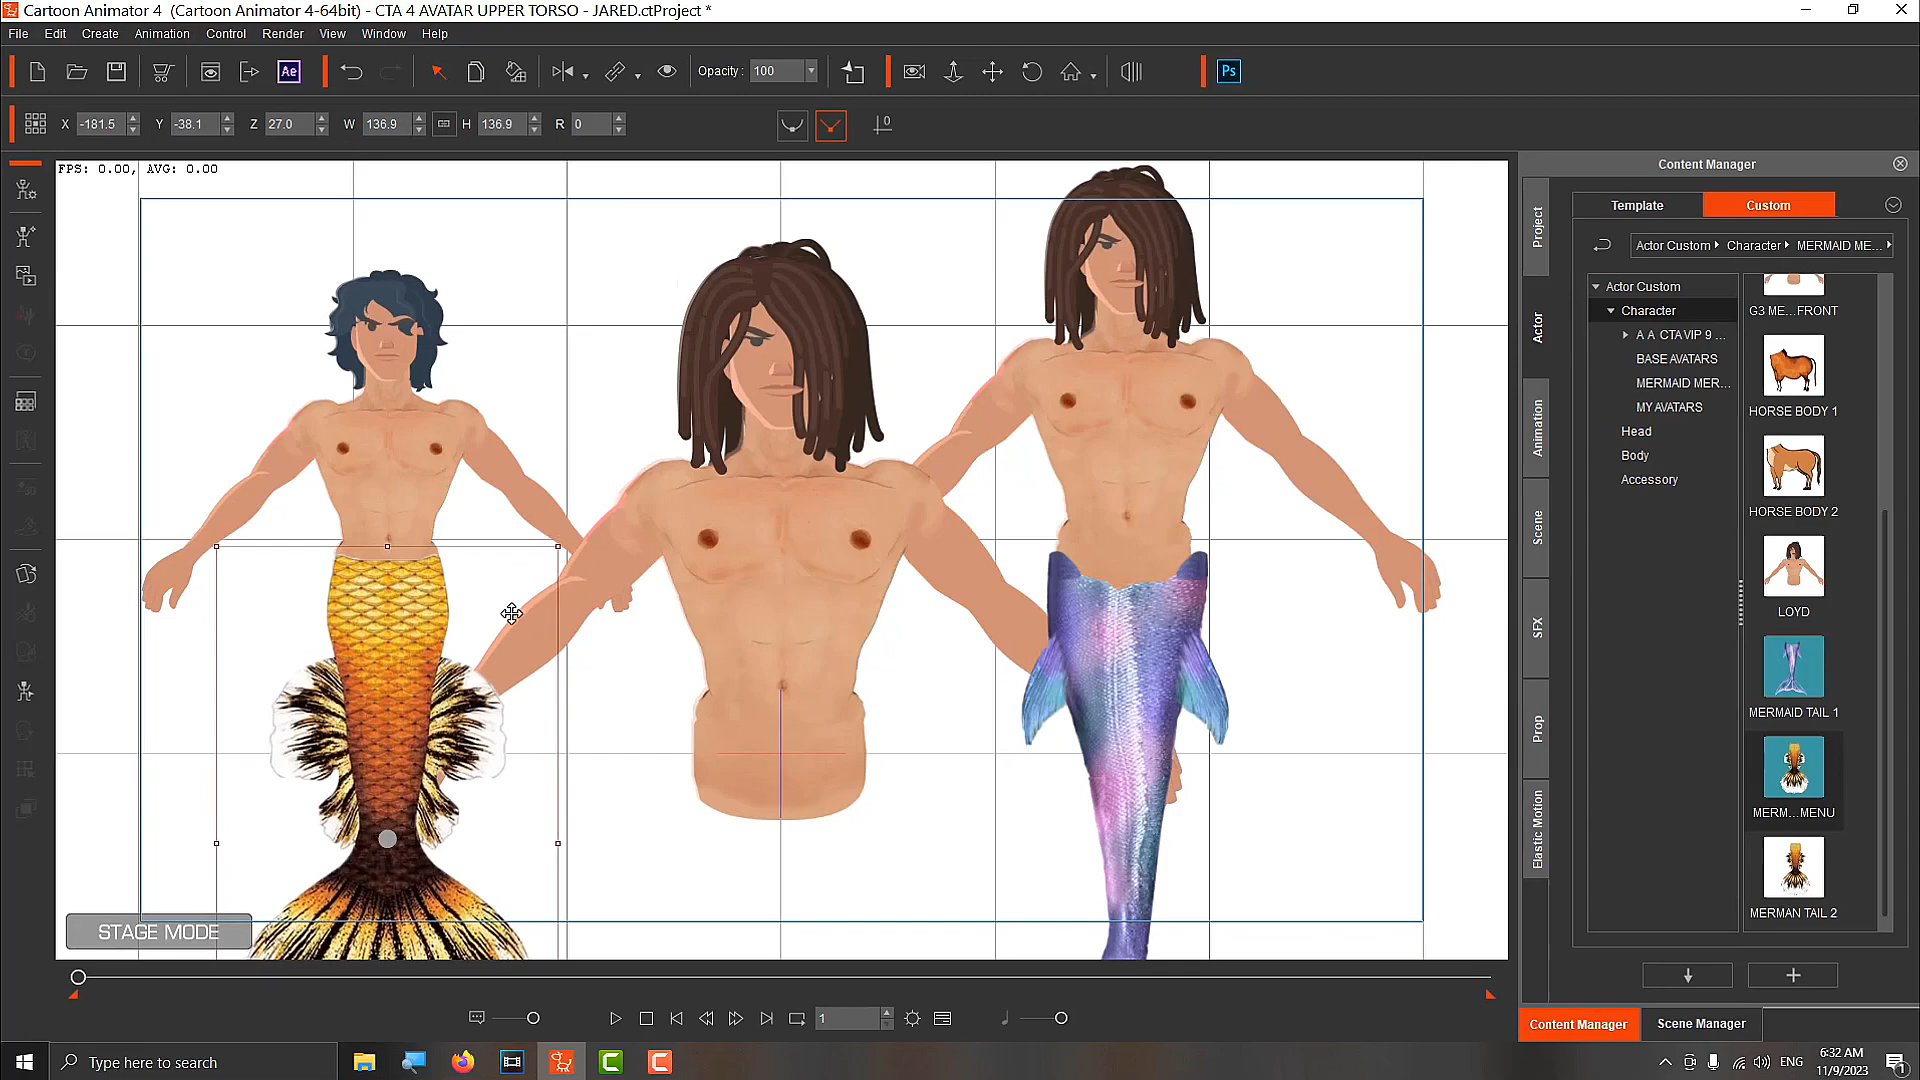 Cartoon Animator 4  (Cartoon Animator 4-64bit) - CTA 4 AVATAR UPPER TORSO - JARED.ctProject *
File Edit Create Animation Control Render View Window Help
Ae
Opacity: 100
Ps
X -181.5 Y -38.1 Z 27.0 W 136.9 H 136.9 R 0
0
FPS: 0.00, AVG: 0.00
Content Manager
Template Custom
Actor Custom Character MERMAID ME...
Project
Actor
Animation
Scene
SFX
Prop
Elastic Motion
Actor Custom
Character
A A CTA VIP 9 ...
BASE AVATARS
MERMAID MER...
MY AVATARS
Head
Body
Accessory
G3 ME...FRONT
HORSE BODY 1
HORSE BODY 2
LOYD
MERMAID TAIL 1
MERM...MENU
MERMAN TAIL 2
STAGE MODE
1
Content Manager Scene Manager
Type here to search
ENG
6:32 AM
11/9/2023
1